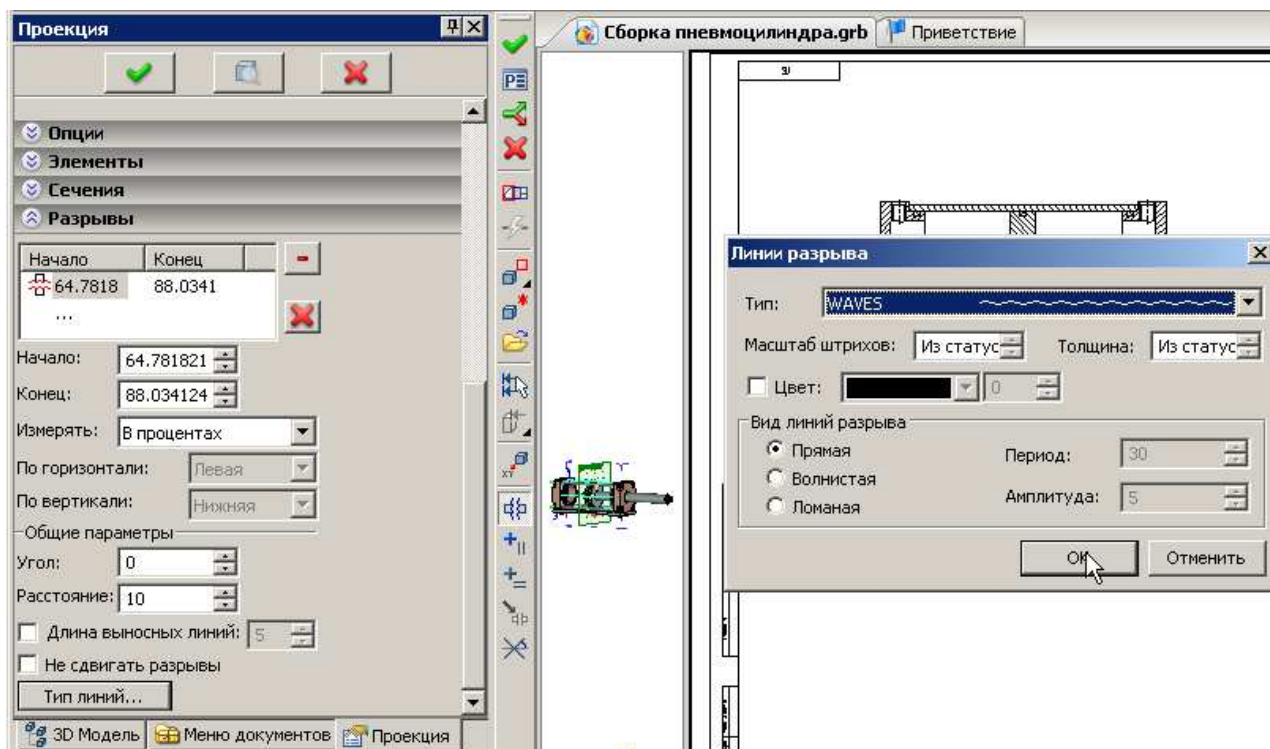 Проекция
Опции
Элементы
Сечения
Разрывы
Начало Конец
64.7818 88.0341
...
Начало: 64.781821
Конец: 88.034124
Измерять: В процентах
По горизонтали: Левая
По вертикали: Нижняя
Общие параметры
Угол: 0
Расстояние: 10
Длина выносных линий: 5
Не сдвигать разрывы
Тип линий...
3D Модель Меню документов Проекция
Сборка пневмоцилиндра.grb Приветствие
Линии разрыва
Тип: WAVES
Масштаб штрихов: Из статус Толщина: Из статус
Цвет: 0
Вид линий разрыва
Прямая Период: 30
Волнистая
Ломаная Амплитуда: 5
OK Отменить